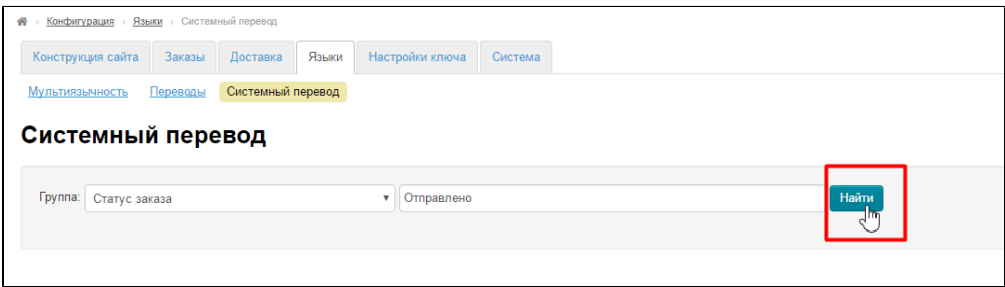 › Конфигурация › Языки › Системный перевод
Конструкция сайта Заказы Доставка Языки Настройки ключа Система
Мультиязычность Переводы Системный перевод
Системный перевод
Группа: Статус заказа Отправлено Найти